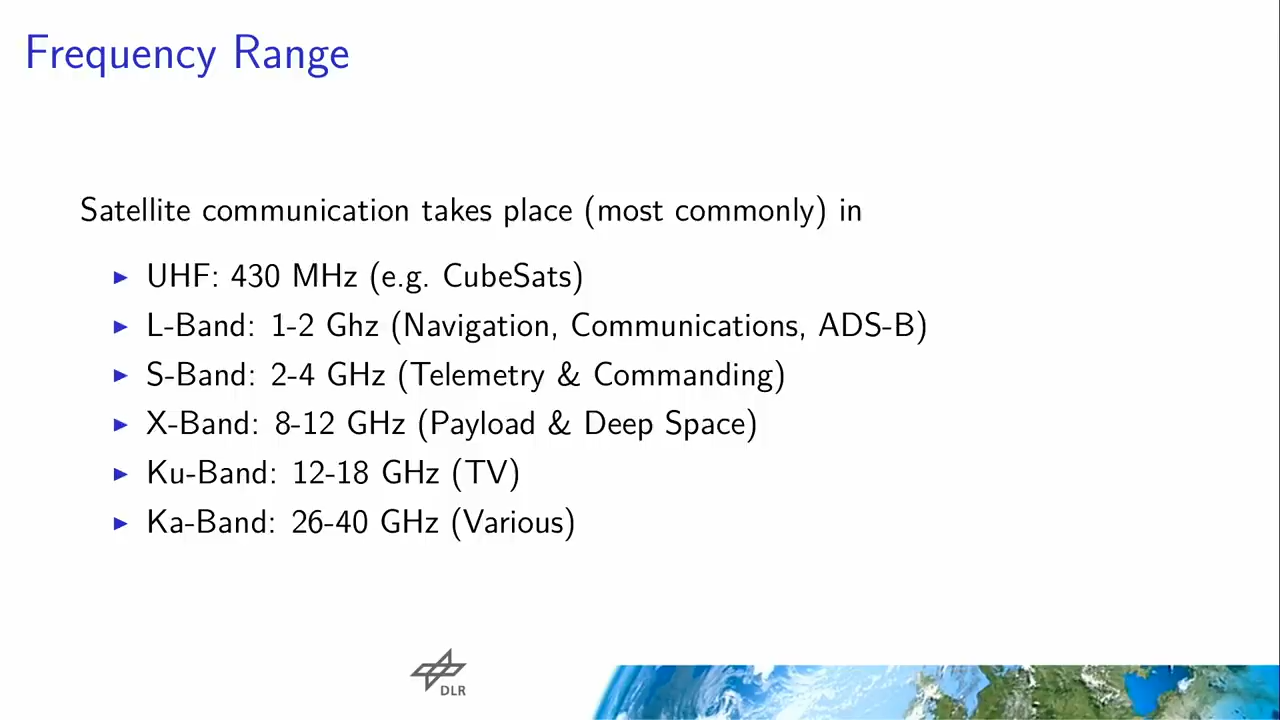 Frequency Range
Satellite communication takes place (most commonly) in
▶ UHF: 430 MHz (e.g. CubeSats)
▶ L-Band: 1-2 Ghz (Navigation, Communications, ADS-B)
▶ S-Band: 2-4 GHz (Telemetry & Commanding)
▶ X-Band: 8-12 GHz (Payload & Deep Space)
▶ Ku-Band: 12-18 GHz (TV)
▶ Ka-Band: 26-40 GHz (Various)
DLR